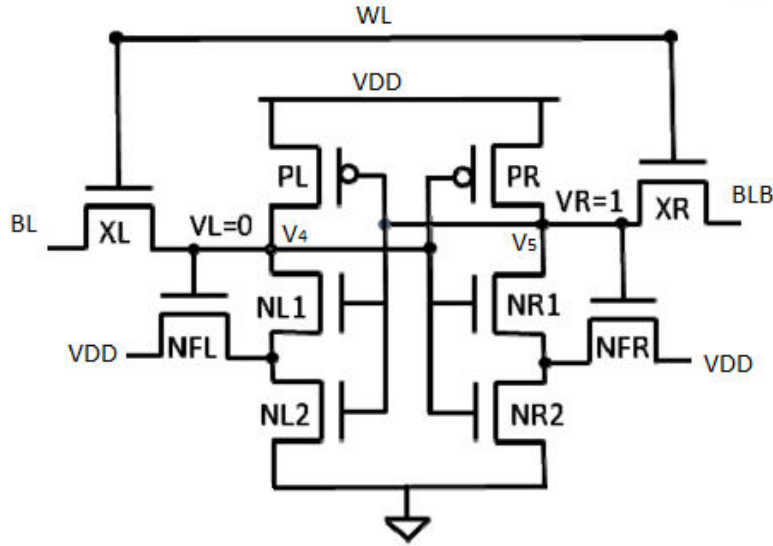 WL
VDD
PL
PR
BL
XL
VL=0
V4
V5
VR=1
XR
BLB
NL1
NR1
VDD
NFL
NFR
VDD
NL2
NR2